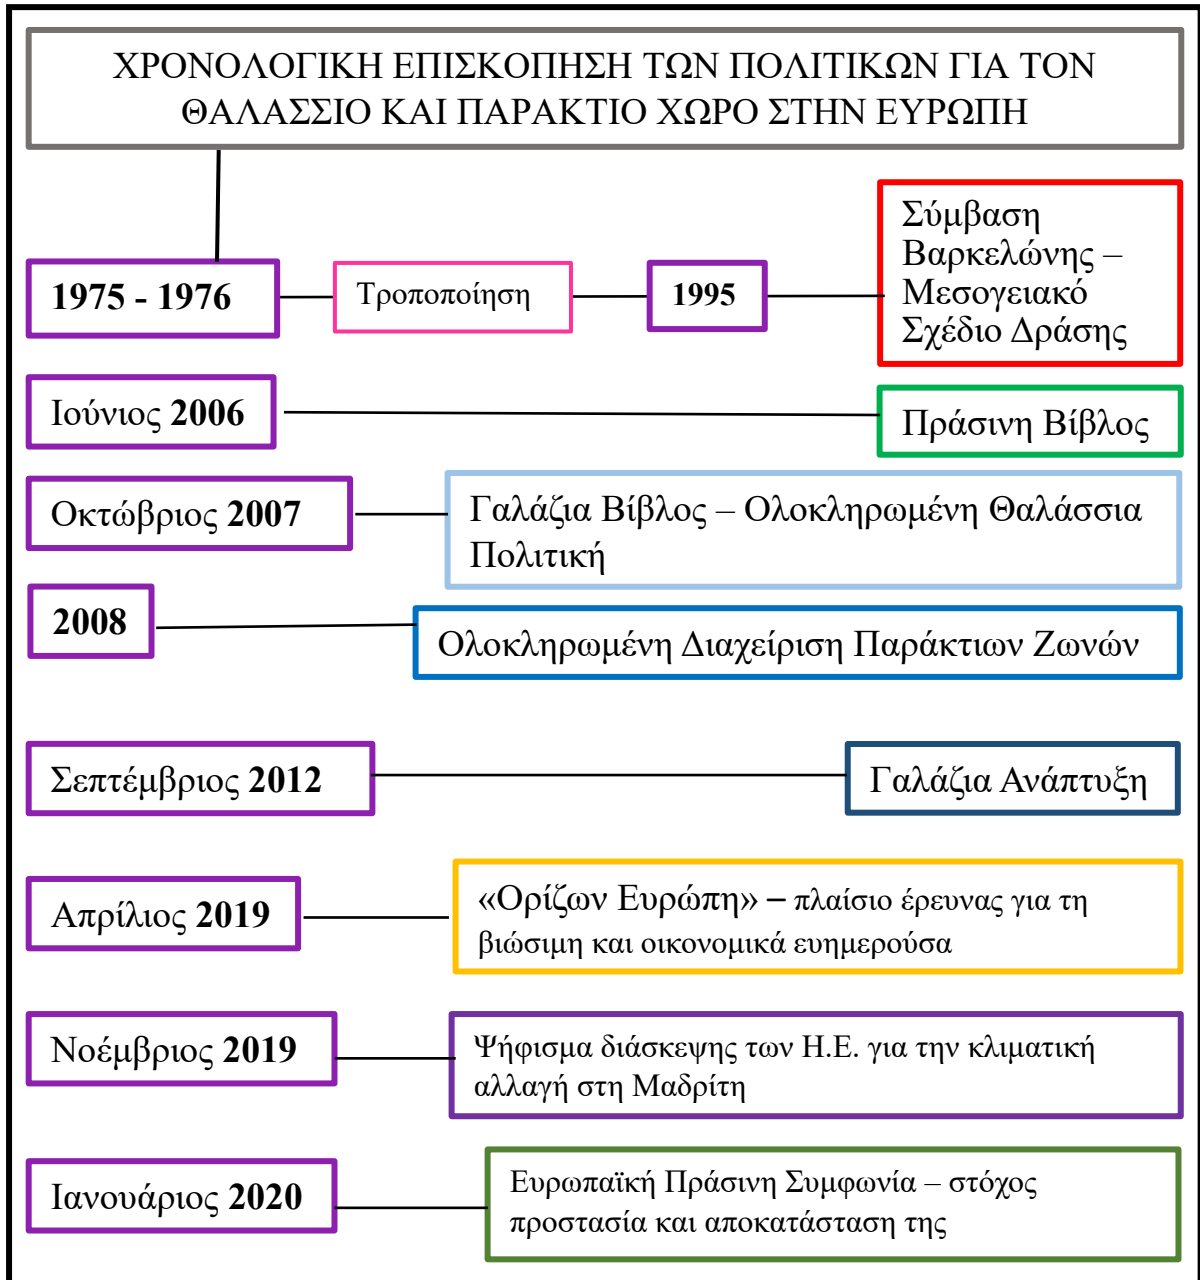 ΧΡΟΝΟΛΟΓΙΚΗ ΕΠΙΣΚΟΠΗΣΗ ΤΩΝ ΠΟΛΙΤΙΚΩΝ ΓΙΑ ΤΟΝ
ΘΑΛΑΣΣΙΟ ΚΑΙ ΠΑΡΑΚΤΙΟ ΧΩΡΟ ΣΤΗΝ ΕΥΡΩΠΗ
1975 - 1976
Τροποποίηση
1995
Σύμβαση
Βαρκελώνης –
Μεσογειακό
Σχέδιο Δράσης
Ιούνιος 2006
Πράσινη Βίβλος
Οκτώβριος 2007
Γαλάζια Βίβλος – Ολοκληρωμένη Θαλάσσια
Πολιτική
2008
Ολοκληρωμένη Διαχείριση Παράκτιων Ζωνών
Σεπτέμβριος 2012
Γαλάζια Ανάπτυξη
Απρίλιος 2019
«Ορίζων Ευρώπη» – πλαίσιο έρευνας για τη
βιώσιμη και οικονομικά ευημερούσα
Νοέμβριος 2019
Ψήφισμα διάσκεψης των Η.Ε. για την κλιματική
αλλαγή στη Μαδρίτη
Ιανουάριος 2020
Ευρωπαϊκή Πράσινη Συμφωνία – στόχος
προστασία και αποκατάσταση της